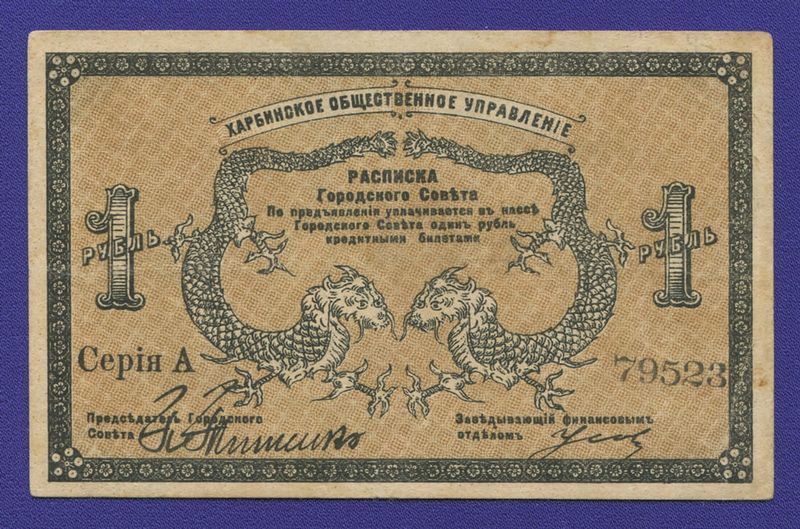 ХАРБИНСКОЕ ОБЩЕСТВЕННОЕ УПРАВЛЕНІЕ
РАСПИСКА
Городского Совѣта
По предъявленіи уплачивается въ кассѣ
Городского Совѣта одинъ рубль
кредитными билетами
1 РУБЛЬ
1 РУБЛЬ
Серія А
79523
Предсѣдатель Городского
Совѣта
Завѣдывающій финансовымъ
отдѣломъ